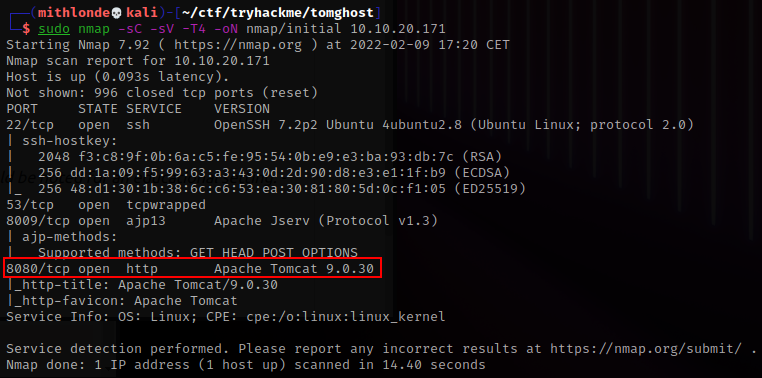 ┌──(mithlonde💀kali)-[~/ctf/tryhackme/tomghost]
└─$ sudo nmap -sC -sV -T4 -oN nmap/initial 10.10.20.171
Starting Nmap 7.92 ( https://nmap.org ) at 2022-02-09 17:20 CET
Nmap scan report for 10.10.20.171
Host is up (0.093s latency).
Not shown: 996 closed tcp ports (reset)
PORT     STATE SERVICE    VERSION
22/tcp   open  ssh        OpenSSH 7.2p2 Ubuntu 4ubuntu2.8 (Ubuntu Linux; protocol 2.0)
| ssh-hostkey:
|   2048 f3:c8:9f:0b:6a:c5:fe:95:54:0b:e9:e3:ba:93:db:7c (RSA)
|   256 dd:1a:09:f5:99:63:a3:43:0d:2d:90:d8:e3:e1:1f:b9 (ECDSA)
|_  256 48:d1:30:1b:38:6c:c6:53:ea:30:81:80:5d:0c:f1:05 (ED25519)
53/tcp   open  tcpwrapped
8009/tcp open  ajp13      Apache Jserv (Protocol v1.3)
| ajp-methods:
|_  Supported methods: GET HEAD POST OPTIONS
8080/tcp open  http       Apache Tomcat 9.0.30
|_http-title: Apache Tomcat/9.0.30
|_http-favicon: Apache Tomcat
Service Info: OS: Linux; CPE: cpe:/o:linux:linux_kernel

Service detection performed. Please report any incorrect results at https://nmap.org/submit/ .
Nmap done: 1 IP address (1 host up) scanned in 14.40 seconds